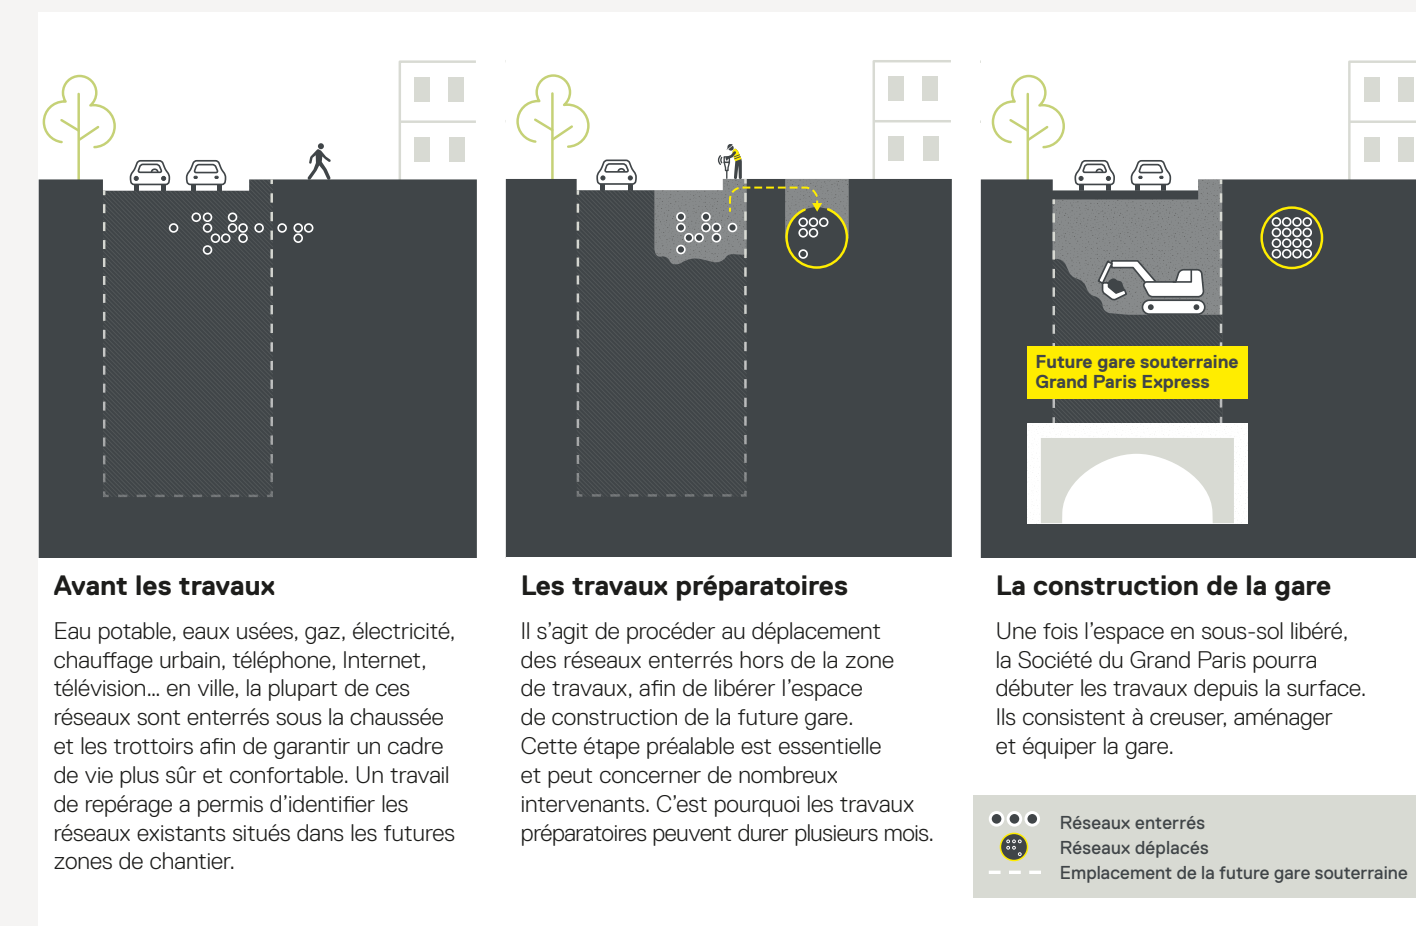 Future gare souterraine
Grand Paris Express
Avant les travaux
Eau potable, eaux usées, gaz, électricité,
chauffage urbain, téléphone, Internet,
télévision... en ville, la plupart de ces
réseaux sont enterrés sous la chaussée
et les trottoirs afin de garantir un cadre
de vie plus sûr et confortable. Un travail
de repérage a permis d’identifier les
réseaux existants situés dans les futures
zones de chantier.
Les travaux préparatoires
Il s’agit de procéder au déplacement
des réseaux enterrés hors de la zone
de travaux, afin de libérer l’espace
de construction de la future gare.
Cette étape préalable est essentielle
et peut concerner de nombreux
intervenants. C’est pourquoi les travaux
préparatoires peuvent durer plusieurs mois.
La construction de la gare
Une fois l’espace en sous-sol libéré,
la Société du Grand Paris pourra
débuter les travaux depuis la surface.
Ils consistent à creuser, aménager
et équiper la gare.
Réseaux enterrés
Réseaux déplacés
Emplacement de la future gare souterraine